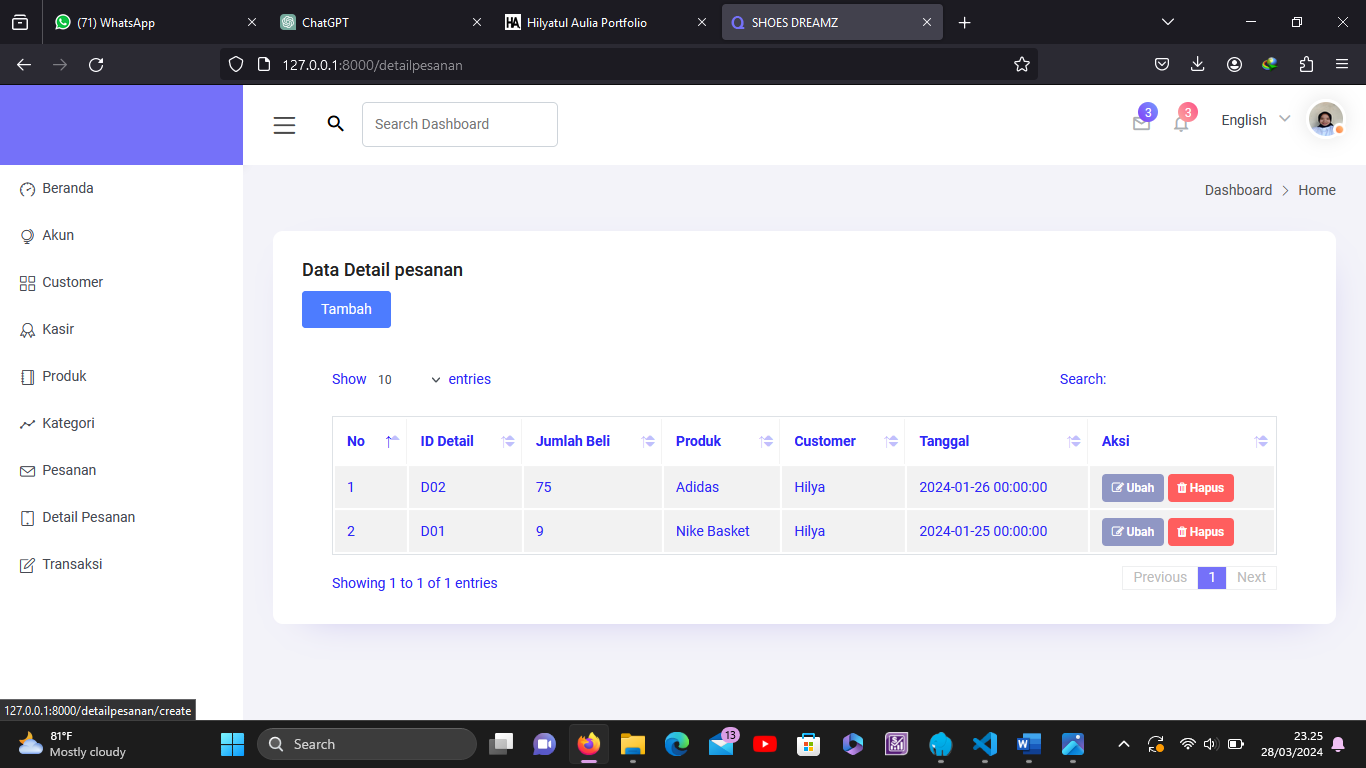 (71) WhatsApp
ChatGPT
HA Hilyatul Aulia Portfolio
SHOES DREAMZ
127.0.0.1:8000/detailpesanan
Search Dashboard
3
3
English
Beranda
Akun
Customer
Kasir
Produk
Kategori
Pesanan
Detail Pesanan
Transaksi
Dashboard > Home
Data Detail pesanan
Tambah
Show 10 entries
Search:
No ID Detail Jumlah Beli Produk Customer Tanggal Aksi
1 D02 75 Adidas Hilya 2024-01-26 00:00:00 Ubah Hapus
2 D01 9 Nike Basket Hilya 2024-01-25 00:00:00 Ubah Hapus
Showing 1 to 1 of 1 entries
Previous 1 Next
127.0.0.1:8000/detailpesanan/create
81°F
Mostly cloudy
Search
13
23.25
28/03/2024